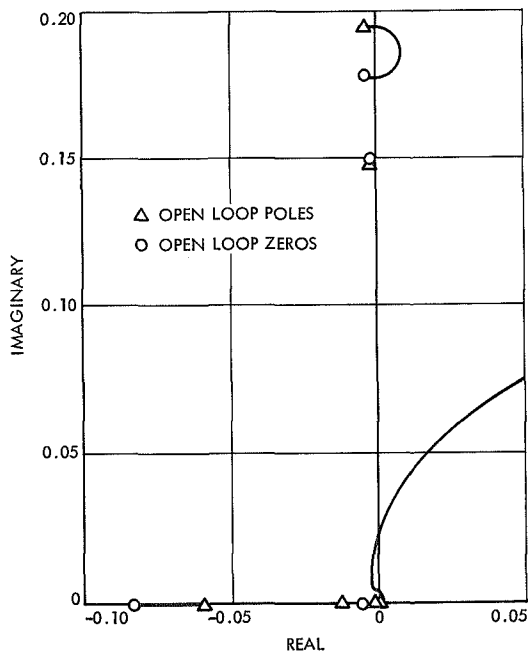 0.20
0.15
△ OPEN LOOP POLES
○ OPEN LOOP ZEROS
IMAGINARY
0.10
0.05
0
-0.10
-0.05
0
0.05
REAL